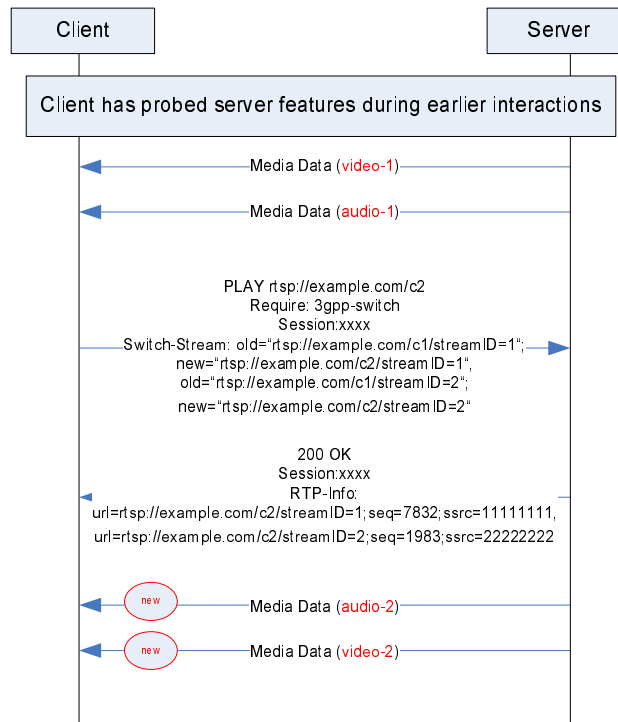 Client
Server
Client has probed server features during earlier interactions
Media Data (video-1)
Media Data (audio-1)
PLAY rtsp://example.com/c2
Require: 3gpp-switch
Session:xxxx
Switch-Stream: old=“rtsp://example.com/c1/streamID=1“;
new=“rtsp://example.com/c2/streamID=1“,
old=“rtsp://example.com/c1/streamID=2“;
new=“rtsp://example.com/c2/streamID=2“
200 OK
Session:xxxx
RTP-Info:
url=rtsp://example.com/c2/streamID=1;seq=7832;ssrc=11111111,
url=rtsp://example.com/c2/streamID=2;seq=1983;ssrc=22222222
new
Media Data (audio-2)
new
Media Data (video-2)